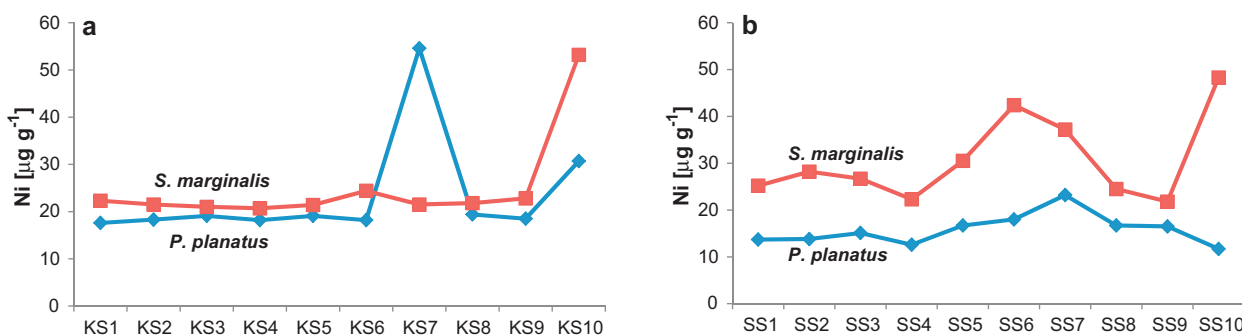 a
Ni [µg g-1]
60
50
40
30
20
10
0
S. marginalis
P. planatus
KS1 KS2 KS3 KS4 KS5 KS6 KS7 KS8 KS9 KS10
b
Ni [µg g-1]
60
50
40
30
20
10
0
S. marginalis
P. planatus
SS1 SS2 SS3 SS4 SS5 SS6 SS7 SS8 SS9 SS10